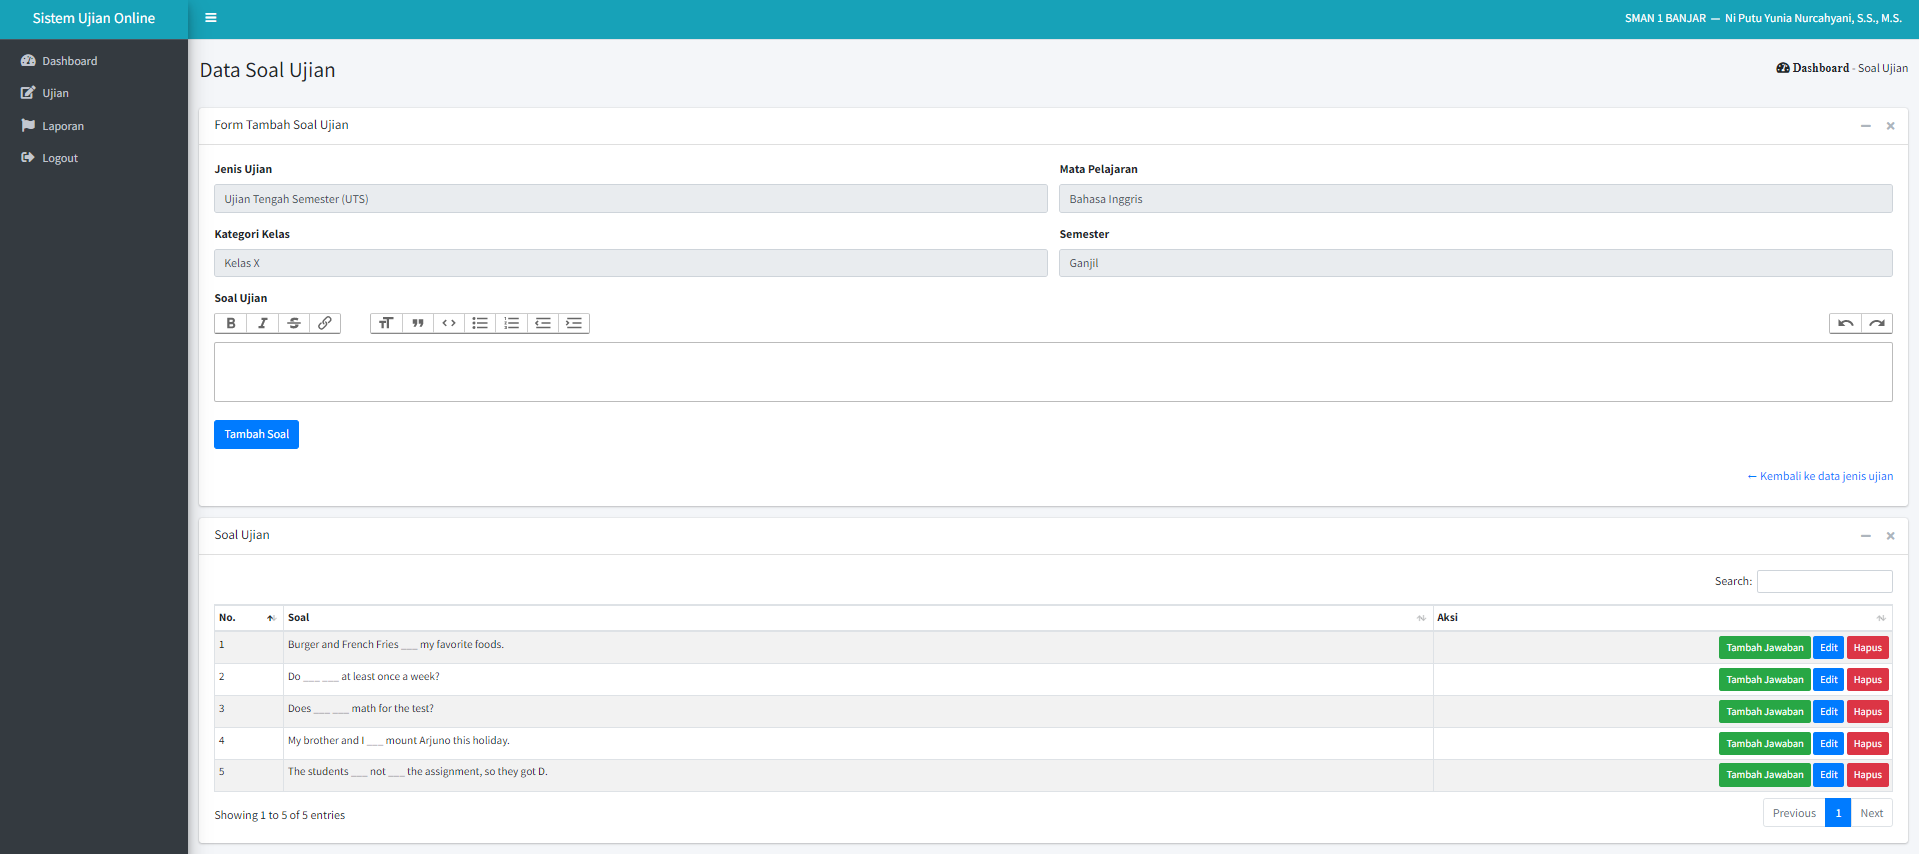 Sistem Ujian Online
SMAN 1 BANJAR — Ni Putu Yunia Nurcahyani, S.S., M.S.
Dashboard
Ujian
Laporan
Logout
Data Soal Ujian
Dashboard - Soal Ujian
Form Tambah Soal Ujian
Jenis Ujian
Mata Pelajaran
Ujian Tengah Semester (UTS)
Bahasa Inggris
Kategori Kelas
Semester
Kelas X
Ganjil
Soal Ujian
Tambah Soal
← Kembali ke data jenis ujian
Soal Ujian
Search:
No. Soal Aksi
1 Burger and French Fries ___ my favorite foods. Tambah Jawaban Edit Hapus
2 Do ___ ___ at least once a week? Tambah Jawaban Edit Hapus
3 Does ___ ___ math for the test? Tambah Jawaban Edit Hapus
4 My brother and I ___ mount Arjuno this holiday. Tambah Jawaban Edit Hapus
5 The students ___ not ___ the assignment, so they got D. Tambah Jawaban Edit Hapus
Showing 1 to 5 of 5 entries
Previous 1 Next